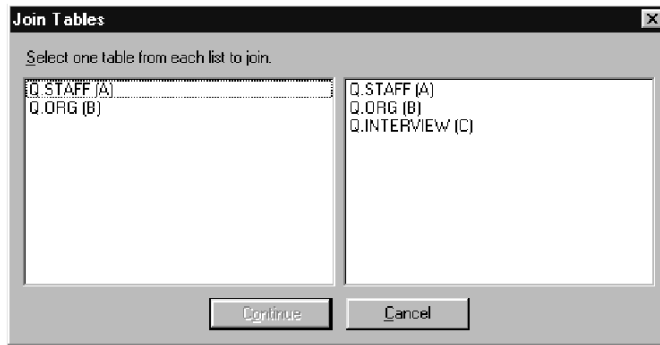 Join Tables
Select one table from each list to join.
Q.STAFF (A)
Q.ORG (B)
Q.STAFF (A)
Q.ORG (B)
Q.INTERVIEW (C)
Continue
Cancel